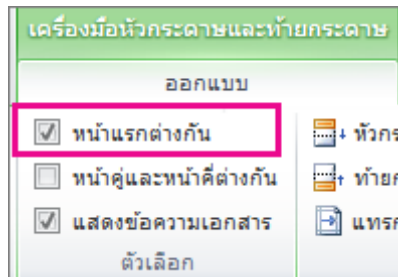 เครื่องมือหัวกระดาษและท้ายกระดาษ
ออกแบบ
หน้าแรกต่างกัน
หน้าคู่และหน้าคี่ต่างกัน
แสดงข้อความเอกสาร
ตัวเลือก